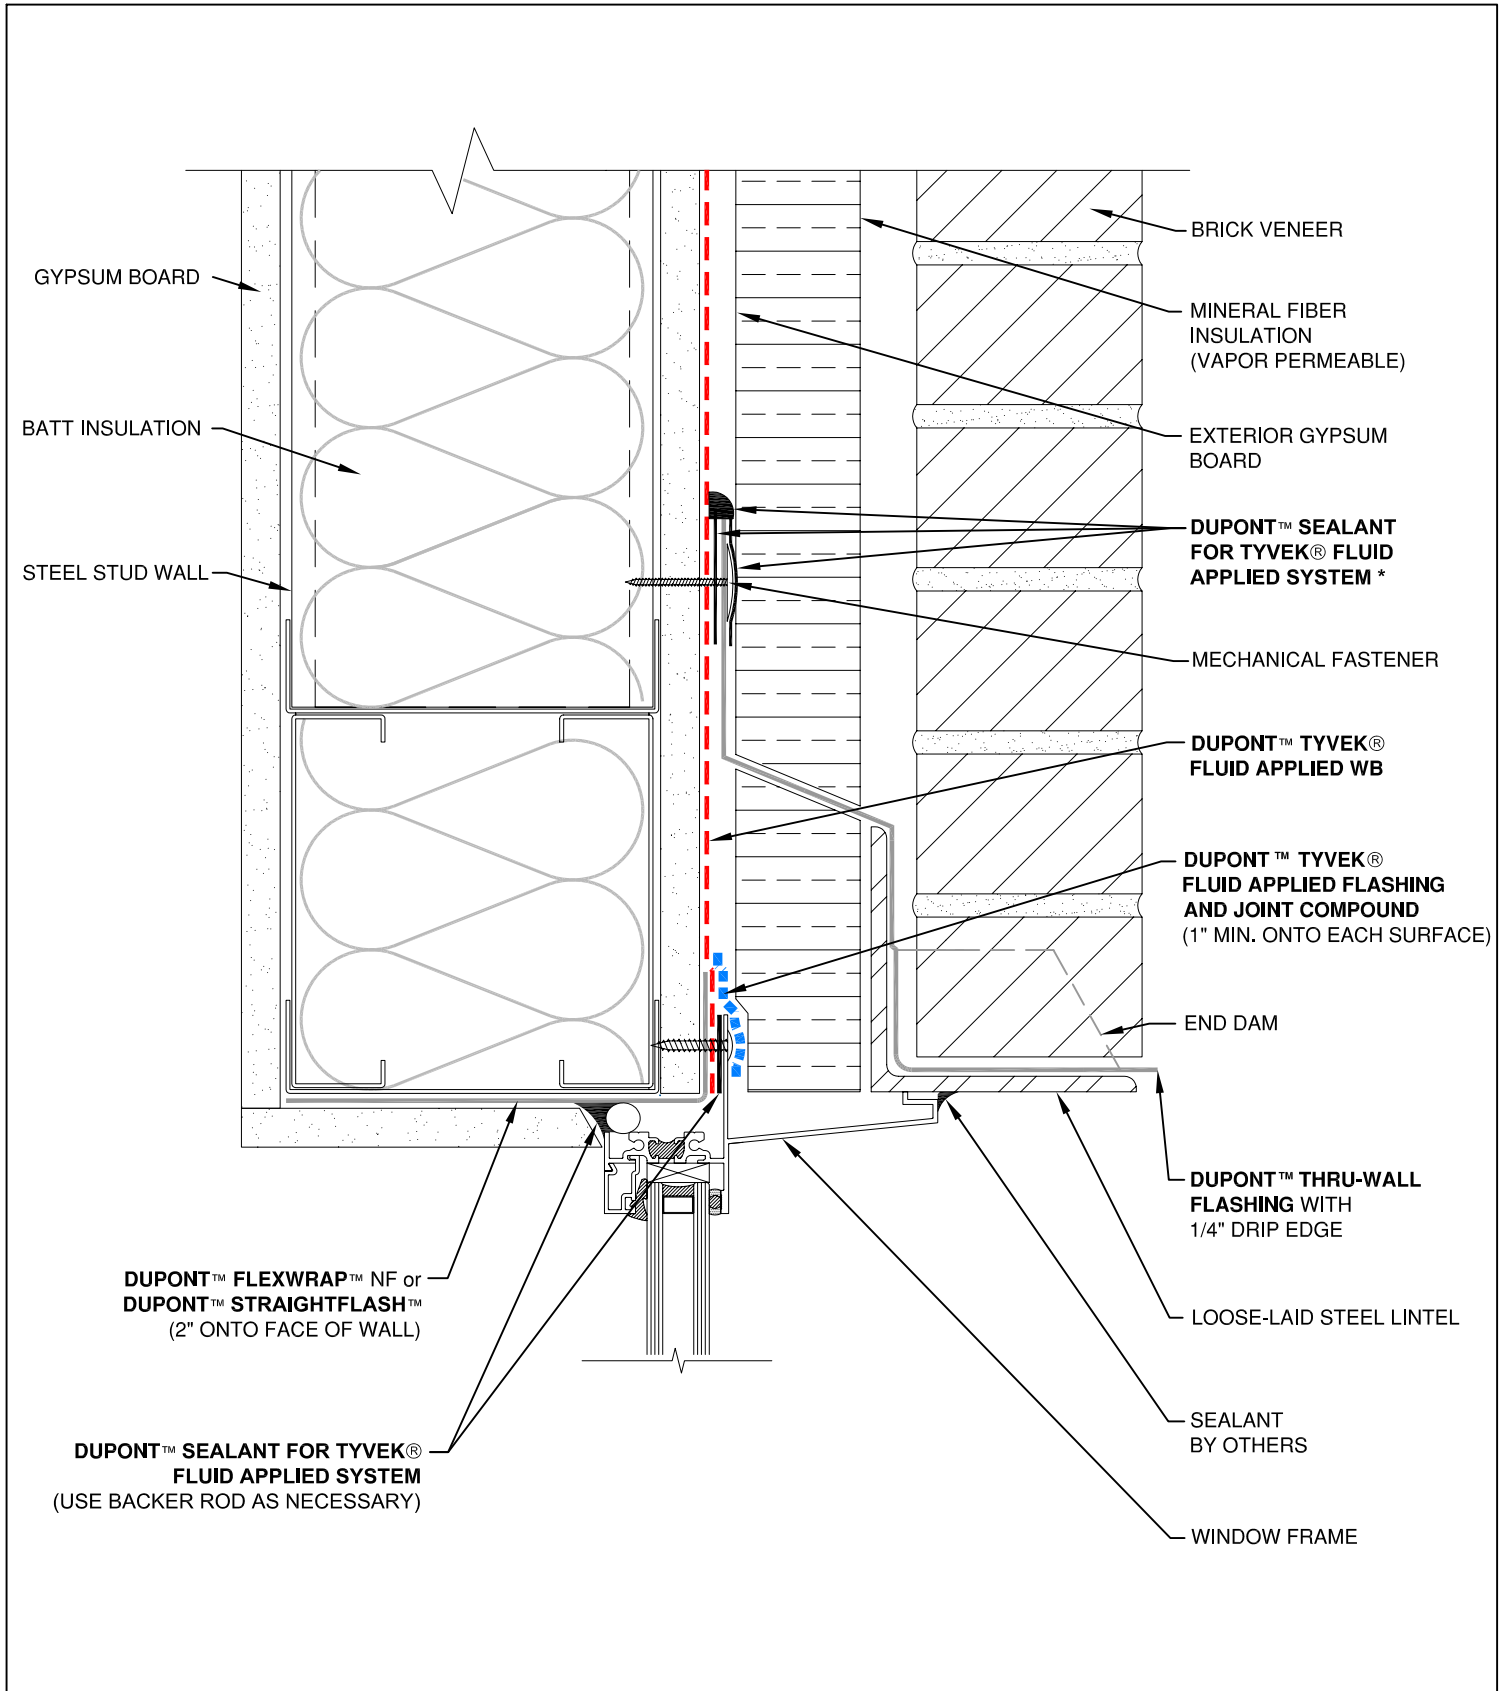 GYPSUM BOARD
BATT INSULATION
STEEL STUD WALL
BRICK VENEER
MINERAL FIBER
INSULATION
(VAPOR PERMEABLE)
EXTERIOR GYPSUM
BOARD
DUPONT™ SEALANT
FOR TYVEK® FLUID
APPLIED SYSTEM *
MECHANICAL FASTENER
DUPONT™ TYVEK®
FLUID APPLIED WB
DUPONT™ TYVEK®
FLUID APPLIED FLASHING
AND JOINT COMPOUND
(1" MIN. ONTO EACH SURFACE)
END DAM
DUPONT™ THRU-WALL
FLASHING WITH
1/4" DRIP EDGE
LOOSE-LAID STEEL LINTEL
SEALANT
BY OTHERS
WINDOW FRAME
DUPONT™ FLEXWRAP™ NF or
DUPONT™ STRAIGHTFLASH™
(2" ONTO FACE OF WALL)
DUPONT™ SEALANT FOR TYVEK®
FLUID APPLIED SYSTEM
(USE BACKER ROD AS NECESSARY)